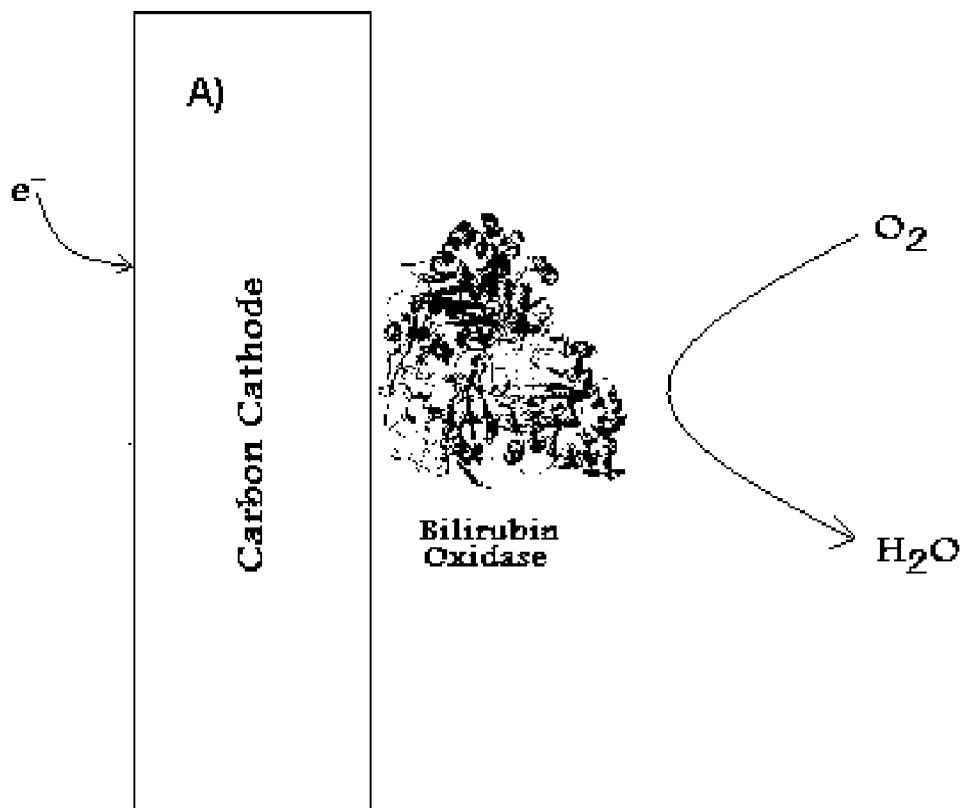 A)
e⁻
Carbon Cathode
O₂
Bilirubin
Oxidase
H₂O